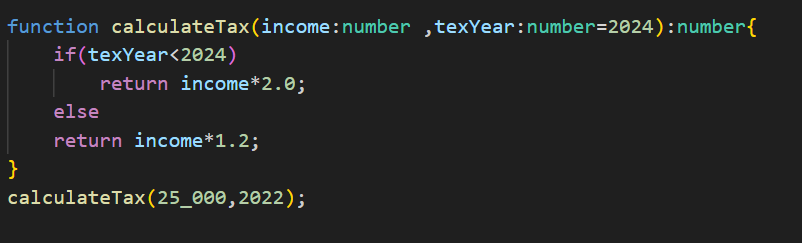 function calculateTax(income:number ,texYear:number=2024):number{
    if(texYear<2024)
        return income*2.0;
    else
    return income*1.2;
}
calculateTax(25_000,2022);